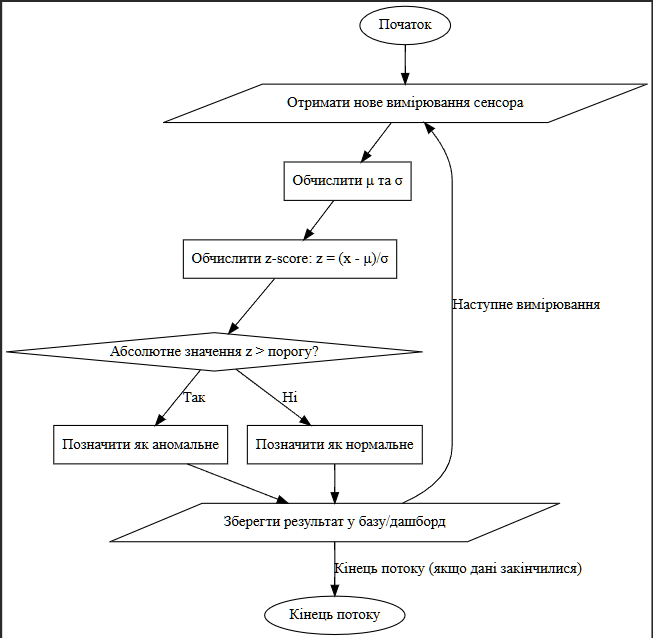 Початок
Отримати нове вимірювання сенсора
Обчислити μ та σ
Обчислити z-score: z = (x - μ)/σ
Наступне вимірювання
Абсолютне значення z > порогу?
Так
Ні
Позначити як аномальне
Позначити як нормальне
Зберегти результат у базу/дашборд
Кінець потоку (якщо дані закінчилися)
Кінець потоку